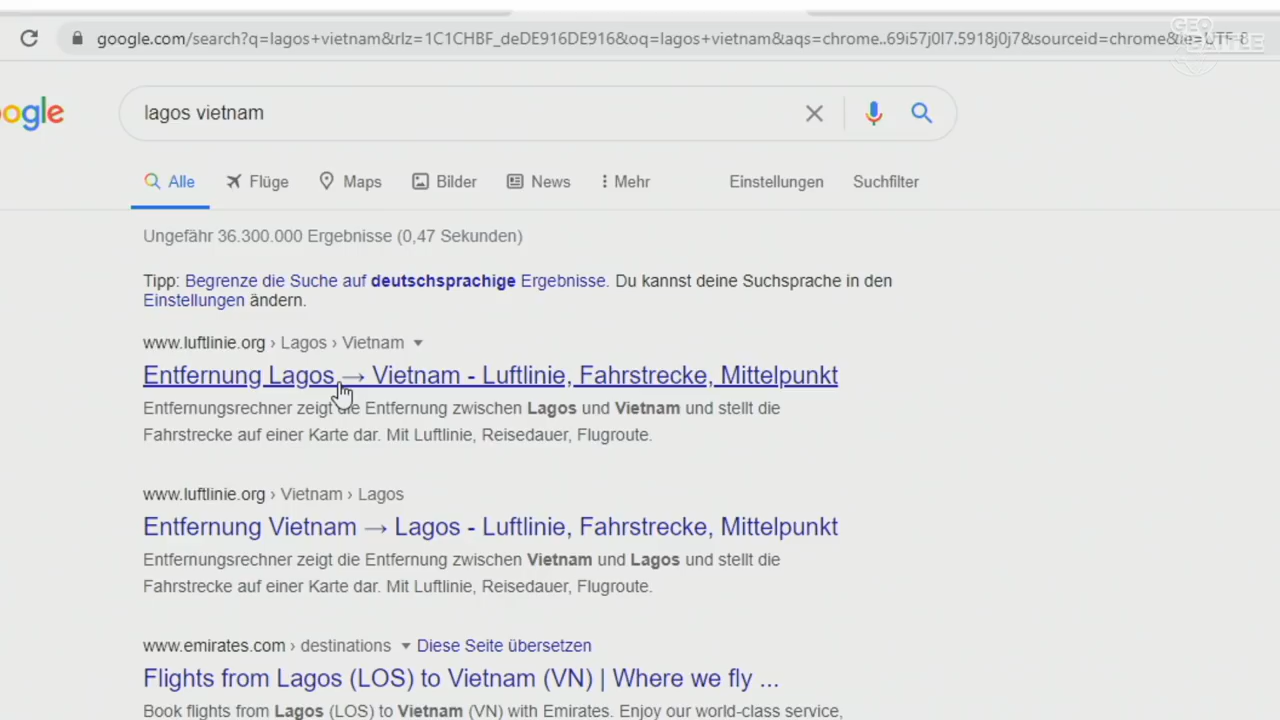 google.com/search?q=lagos+vietnam&rlz=1C1CHBF_deDE916DE916&oq=lagos+vietnam&aqs=chrome..69i57j0l7.5918j0j7&sourceid=chrome&ie=UTF-8
GEO
ogle
lagos vietnam
Alle
Flüge
Maps
Bilder
News
Mehr
Einstellungen
Suchfilter
Ungefähr 36.300.000 Ergebnisse (0,47 Sekunden)
Tipp: Begrenze die Suche auf deutschsprachige Ergebnisse. Du kannst deine Suchsprache in den
Einstellungen ändern.
www.luftlinie.org › Lagos › Vietnam
Entfernung Lagos → Vietnam - Luftlinie, Fahrstrecke, Mittelpunkt
Entfernungsrechner zeigt die Entfernung zwischen Lagos und Vietnam und stellt die
Fahrstrecke auf einer Karte dar. Mit Luftlinie, Reisedauer, Flugroute.
www.luftlinie.org › Vietnam › Lagos
Entfernung Vietnam → Lagos - Luftlinie, Fahrstrecke, Mittelpunkt
Entfernungsrechner zeigt die Entfernung zwischen Vietnam und Lagos und stellt die
Fahrstrecke auf einer Karte dar. Mit Luftlinie, Reisedauer, Flugroute.
www.emirates.com › destinations
Diese Seite übersetzen
Flights from Lagos (LOS) to Vietnam (VN) | Where we fly ...
Book flights from Lagos (LOS) to Vietnam (VN) with Emirates. Enjoy our world-class service,